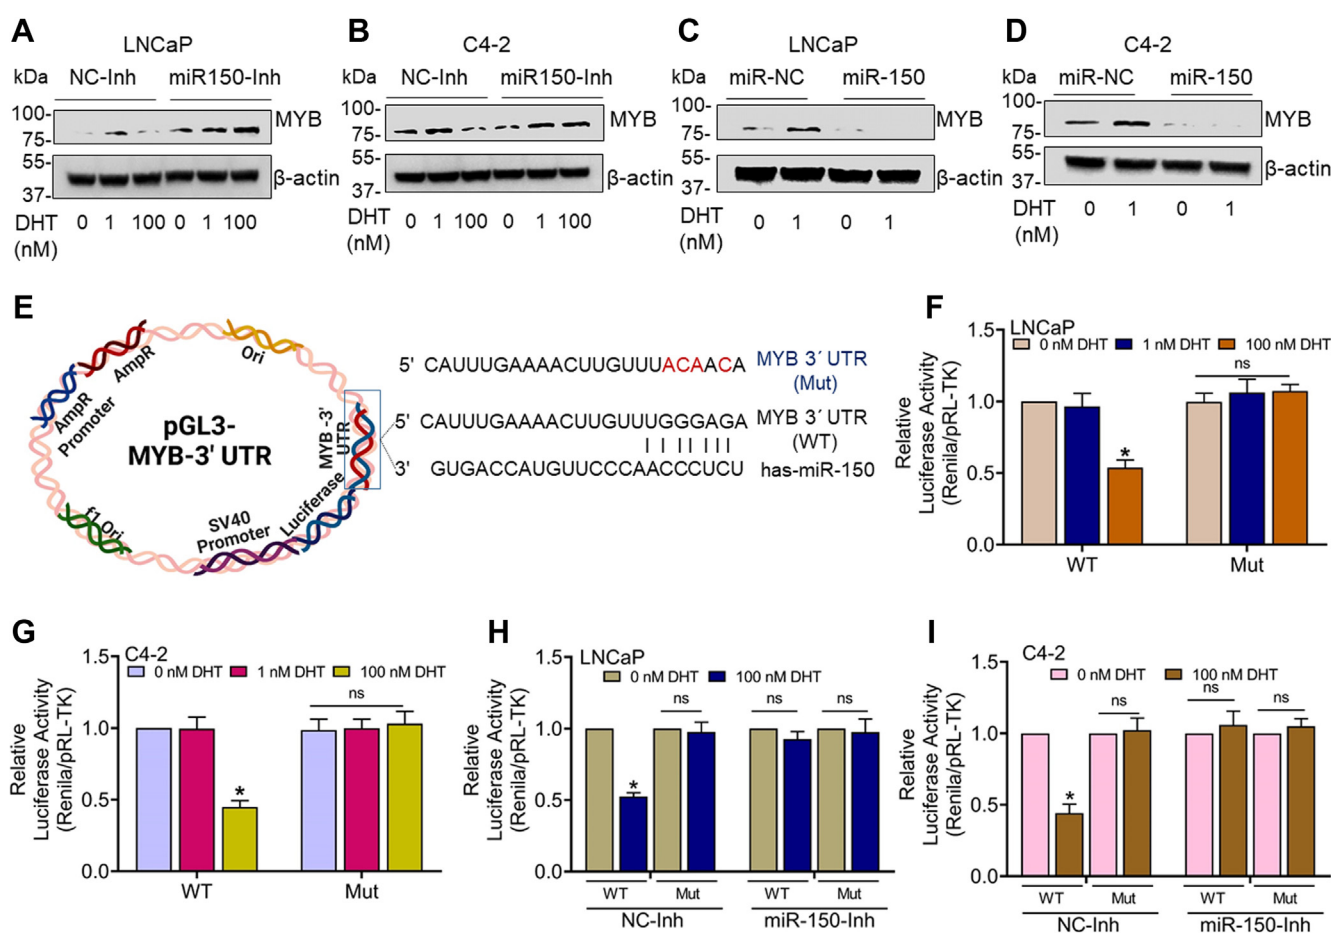 A
LNCaP
kDa
NC-Inh
miR150-Inh
100-
75-
MYB
55-
37-
β-actin
DHT
(nM)
0 1 100 0 1 100
B
C4-2
kDa
NC-Inh
miR150-Inh
100-
75-
MYB
55-
37-
β-actin
DHT
(nM)
0 1 100 0 1 100
C
LNCaP
kDa
miR-NC
miR-150
100-
75-
MYB
55-
37-
β-actin
DHT
(nM)
0 1 0 1
D
C4-2
kDa
miR-NC
miR-150
100-
75-
MYB
55-
37-
β-actin
DHT
(nM)
0 1 0 1
E
AmpR
Ori
AmpR
Promoter
pGL3-
MYB-3' UTR
MYB -3'
UTR
Luciferase
SV40
Promoter
f1 Ori
5' CAUUUGAAAACUUGUUUACAACA
MYB 3´ UTR
(Mut)
5' CAUUUGAAAACUUGUUUGGGAGA
MYB 3´ UTR
(WT)
3' GUGACCAUGUUCCCAACCCUCU
has-miR-150
F
LNCaP
0 nM DHT 1 nM DHT 100 nM DHT
Relative
Luciferase Activity
(Renila/pRL-TK)
1.5
1.0
0.5
0.0
*
ns
WT Mut
G
C4-2
0 nM DHT 1 nM DHT 100 nM DHT
Relative
Luciferase Activity
(Renila/pRL-TK)
1.5
1.0
0.5
0.0
*
ns
WT Mut
H
LNCaP
0 nM DHT 100 nM DHT
Relative
Luciferase Activity
(Renila/pRL-TK)
1.5
1.0
0.5
0.0
*
ns ns ns
WT Mut WT Mut
NC-Inh miR-150-Inh
I
C4-2
0 nM DHT 100 nM DHT
Relative
Luciferase Activity
(Renila/pRL-TK)
1.5
1.0
0.5
0.0
*
ns ns ns
WT Mut WT Mut
NC-Inh miR-150-Inh